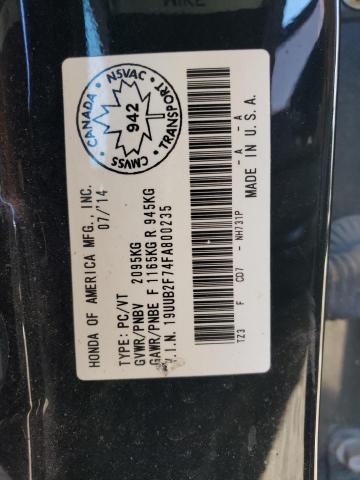 HONDA OF AMERICA MFG., INC.
07/'14
TYPE: PC/VT
GVWR/PNBV 2095KG
GAWR/PNBE F 1165KG R 945KG
V.I.N. 19UUB2F74FA800235
CANADA
NSVAC
TRANSPORT
CMVSS
942
TZ3 F CD7 - NH731P - A - A
MADE IN U.S.A.